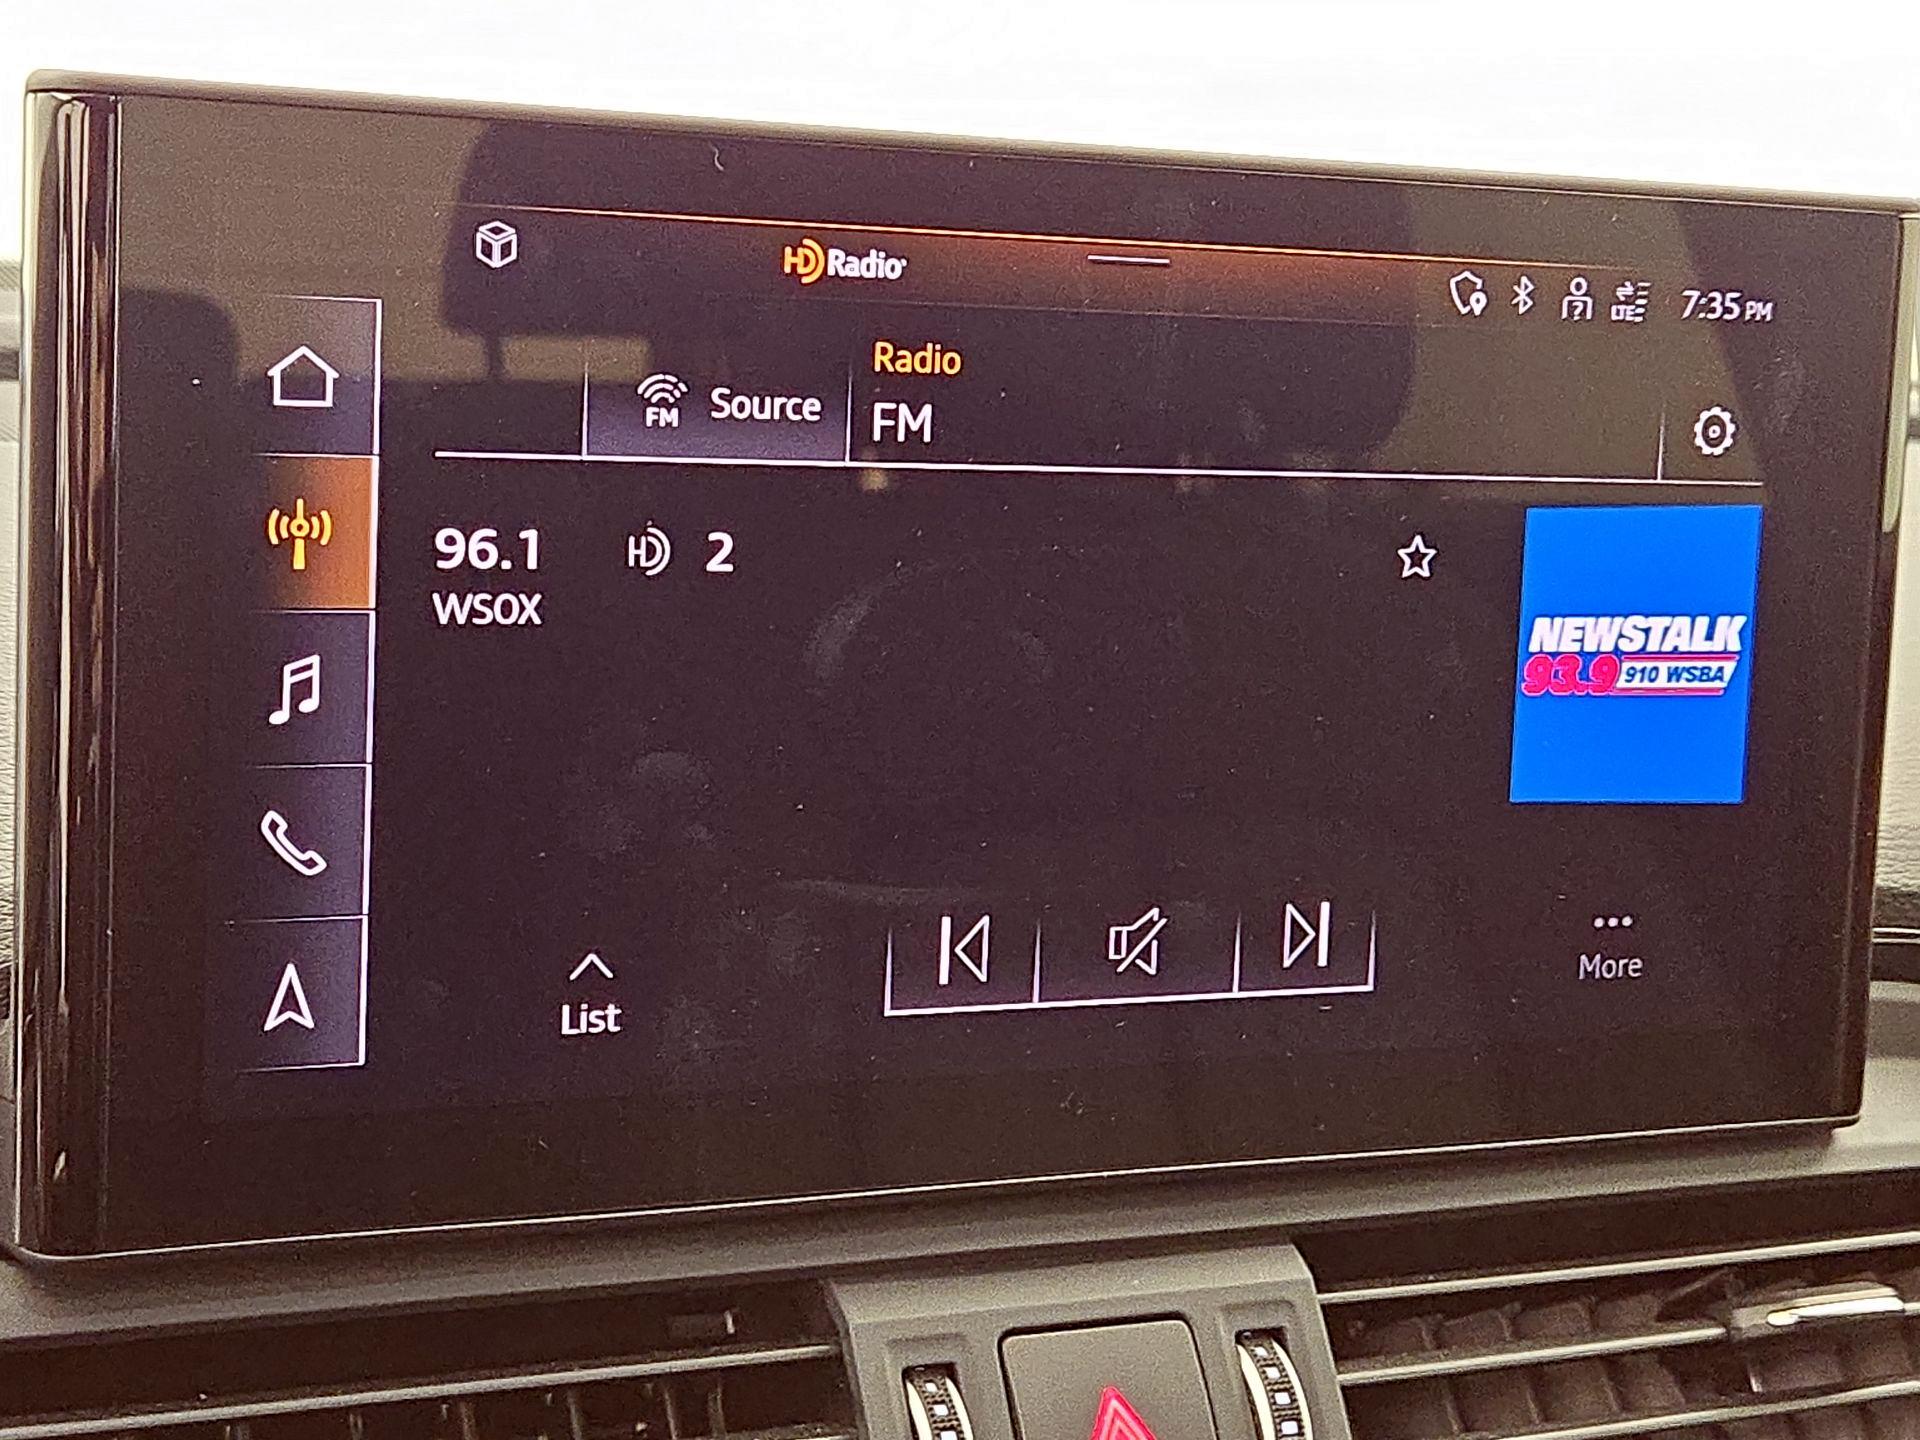 HD Radio
LTE
7:35 PM
FM
Source
Radio
FM
96.1
HD 2
WSOX
NEWSTALK
93.9
910 WSBA
List
More